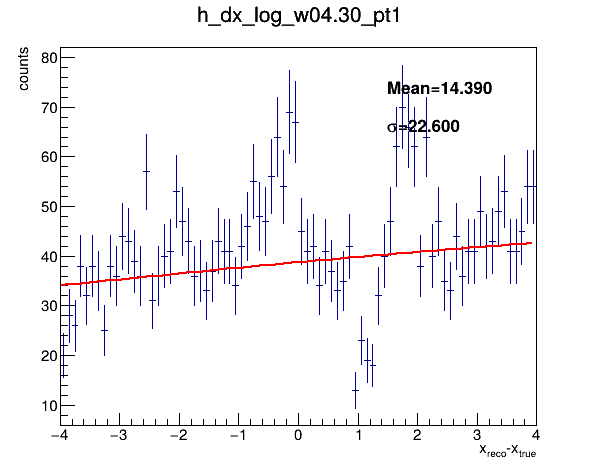 h_dx_log_w04.30_pt1
counts
80
70
60
50
40
30
20
10
Mean=14.390
σ=22.600
−4 −3 −2 −1 0 1 2 3 4
x_reco-x_true